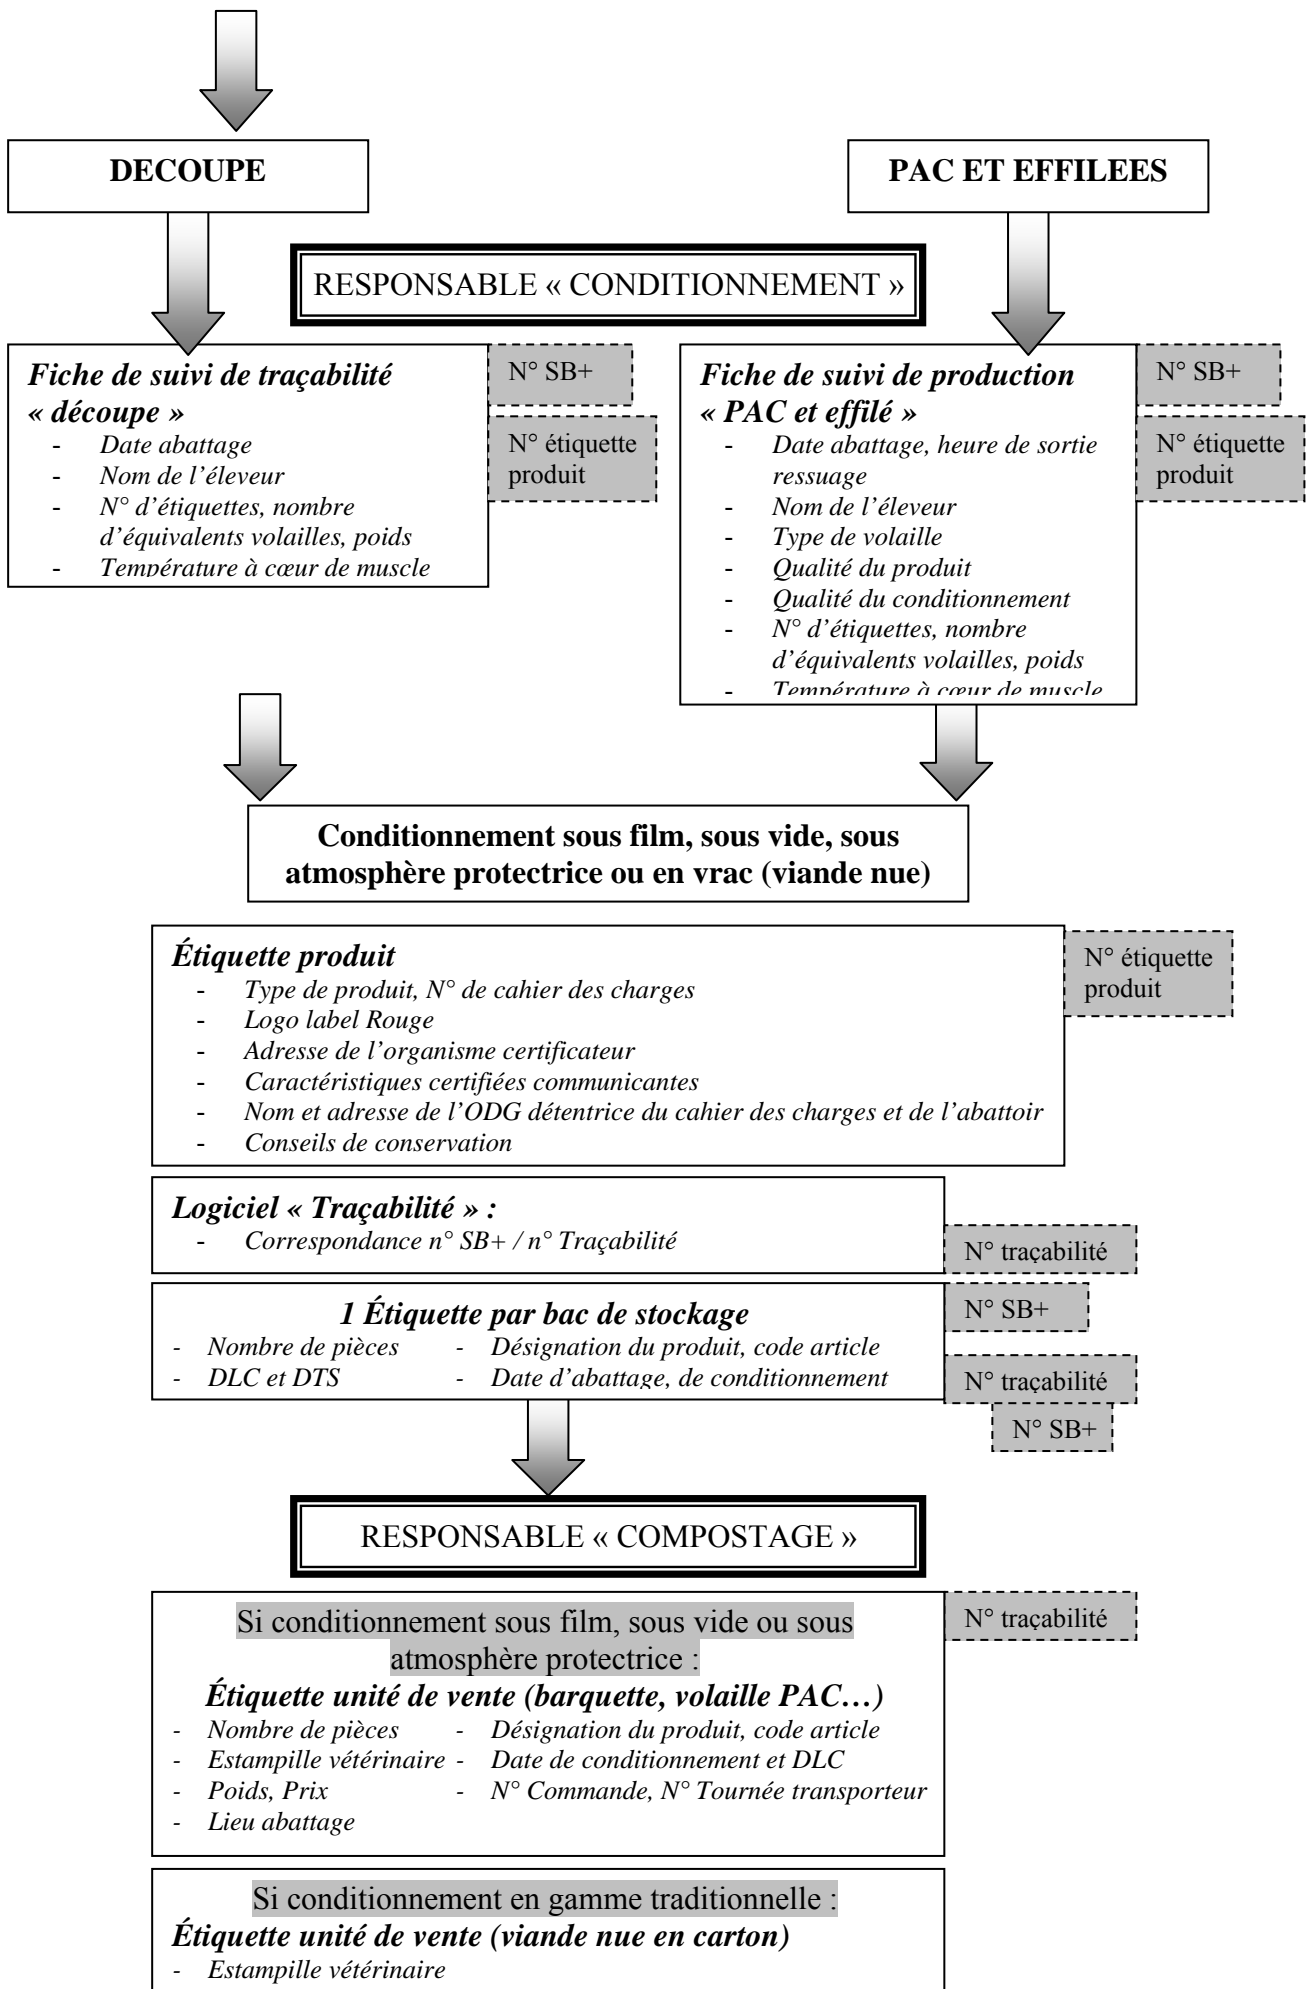 DECOUPE
PAC ET EFFILEES
RESPONSABLE « CONDITIONNEMENT »
Fiche de suivi de traçabilité
« découpe »
- Date abattage
- Nom de l’éleveur
- N° d’étiquettes, nombre
d’équivalents volailles, poids
- Température à cœur de muscle
N° SB+
N° étiquette
produit
Fiche de suivi de production
« PAC et effilé »
- Date abattage, heure de sortie
ressuage
- Nom de l’éleveur
- Type de volaille
- Qualité du produit
- Qualité du conditionnement
- N° d’étiquettes, nombre
d’équivalents volailles, poids
- Température à cœur de muscle
N° SB+
N° étiquette
produit
Conditionnement sous film, sous vide, sous
atmosphère protectrice ou en vrac (viande nue)
Étiquette produit
- Type de produit, N° de cahier des charges
- Logo label Rouge
- Adresse de l’organisme certificateur
- Caractéristiques certifiées communicantes
- Nom et adresse de l’ODG détentrice du cahier des charges et de l’abattoir
- Conseils de conservation
N° étiquette
produit
Logiciel « Traçabilité » :
- Correspondance n° SB+ / n° Traçabilité
N° traçabilité
1 Étiquette par bac de stockage
- Nombre de pièces - Désignation du produit, code article
- DLC et DTS - Date d’abattage, de conditionnement
N° SB+
N° traçabilité
N° SB+
RESPONSABLE « COMPOSTAGE »
Si conditionnement sous film, sous vide ou sous
atmosphère protectrice :
Étiquette unité de vente (barquette, volaille PAC…)
- Nombre de pièces - Désignation du produit, code article
- Estampille vétérinaire - Date de conditionnement et DLC
- Poids, Prix - N° Commande, N° Tournée transporteur
- Lieu abattage
N° traçabilité
Si conditionnement en gamme traditionnelle :
Étiquette unité de vente (viande nue en carton)
- Estampille vétérinaire